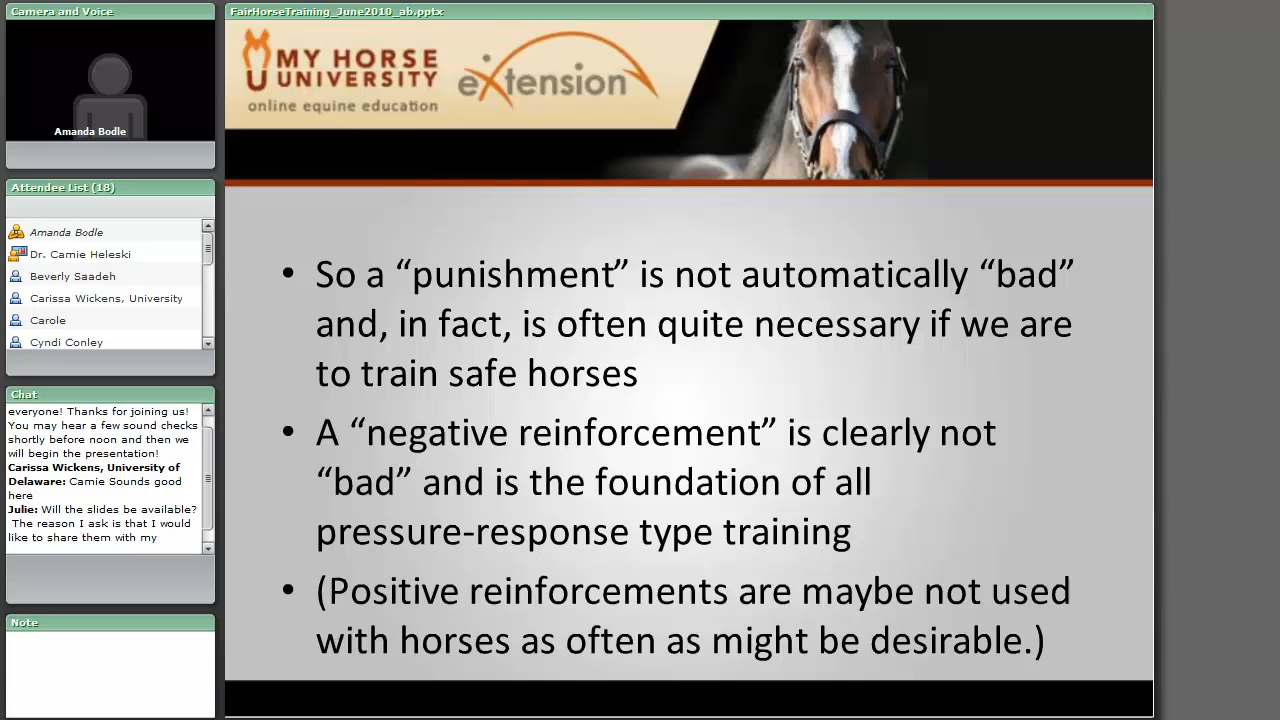 Camera and Voice
Amanda Bodle
Attendee List (18)
Amanda Bodle
Dr. Camie Heleski
Beverly Saadeh
Carissa Wickens, University
Carole
Cyndi Conley
Chat
everyone! Thanks for joining us!
You may hear a few sound checks
shortly before noon and then we
will begin the presentation!
Carissa Wickens, University of
Delaware: Camie Sounds good
here
Julie: Will the slides be available?
The reason I ask is that I would
like to share them with my
Note
FairHorseTraining_June2010_ab.pptx
MY HORSE
UNIVERSITY
online equine education
extension
• So a “punishment” is not automatically “bad”
and, in fact, is often quite necessary if we are
to train safe horses
• A “negative reinforcement” is clearly not
“bad” and is the foundation of all
pressure-response type training
• (Positive reinforcements are maybe not used
with horses as often as might be desirable.)